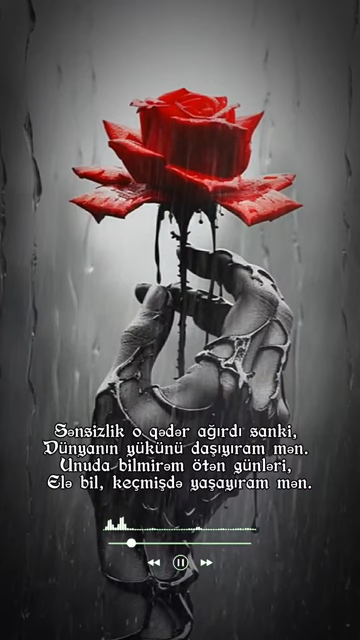 Sənsizlik o qədər ağırdı sanki,
Dünyanın yükünü daşıyıram mən.
Unuda bilmirəm ötən günləri,
Elə bil, keçmişdə yaşayıram mən.